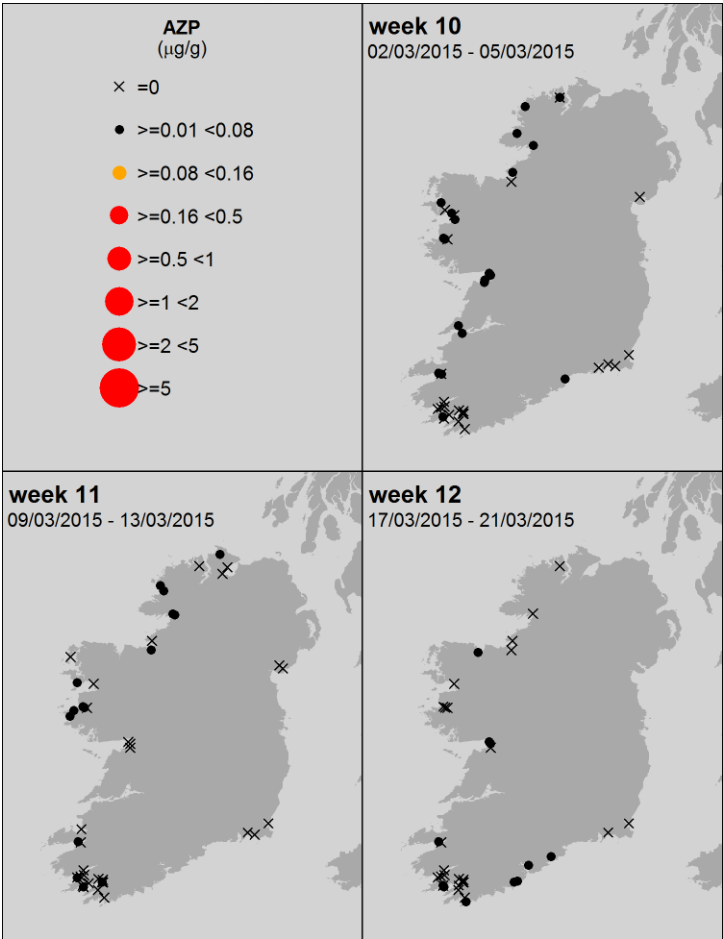 AZP
(µg/g)
=0
>=0.01 <0.08
>=0.08 <0.16
>=0.16 <0.5
>=0.5 <1
>=1 <2
>=2 <5
>=5
week 10
02/03/2015 - 05/03/2015
week 11
09/03/2015 - 13/03/2015
week 12
17/03/2015 - 21/03/2015